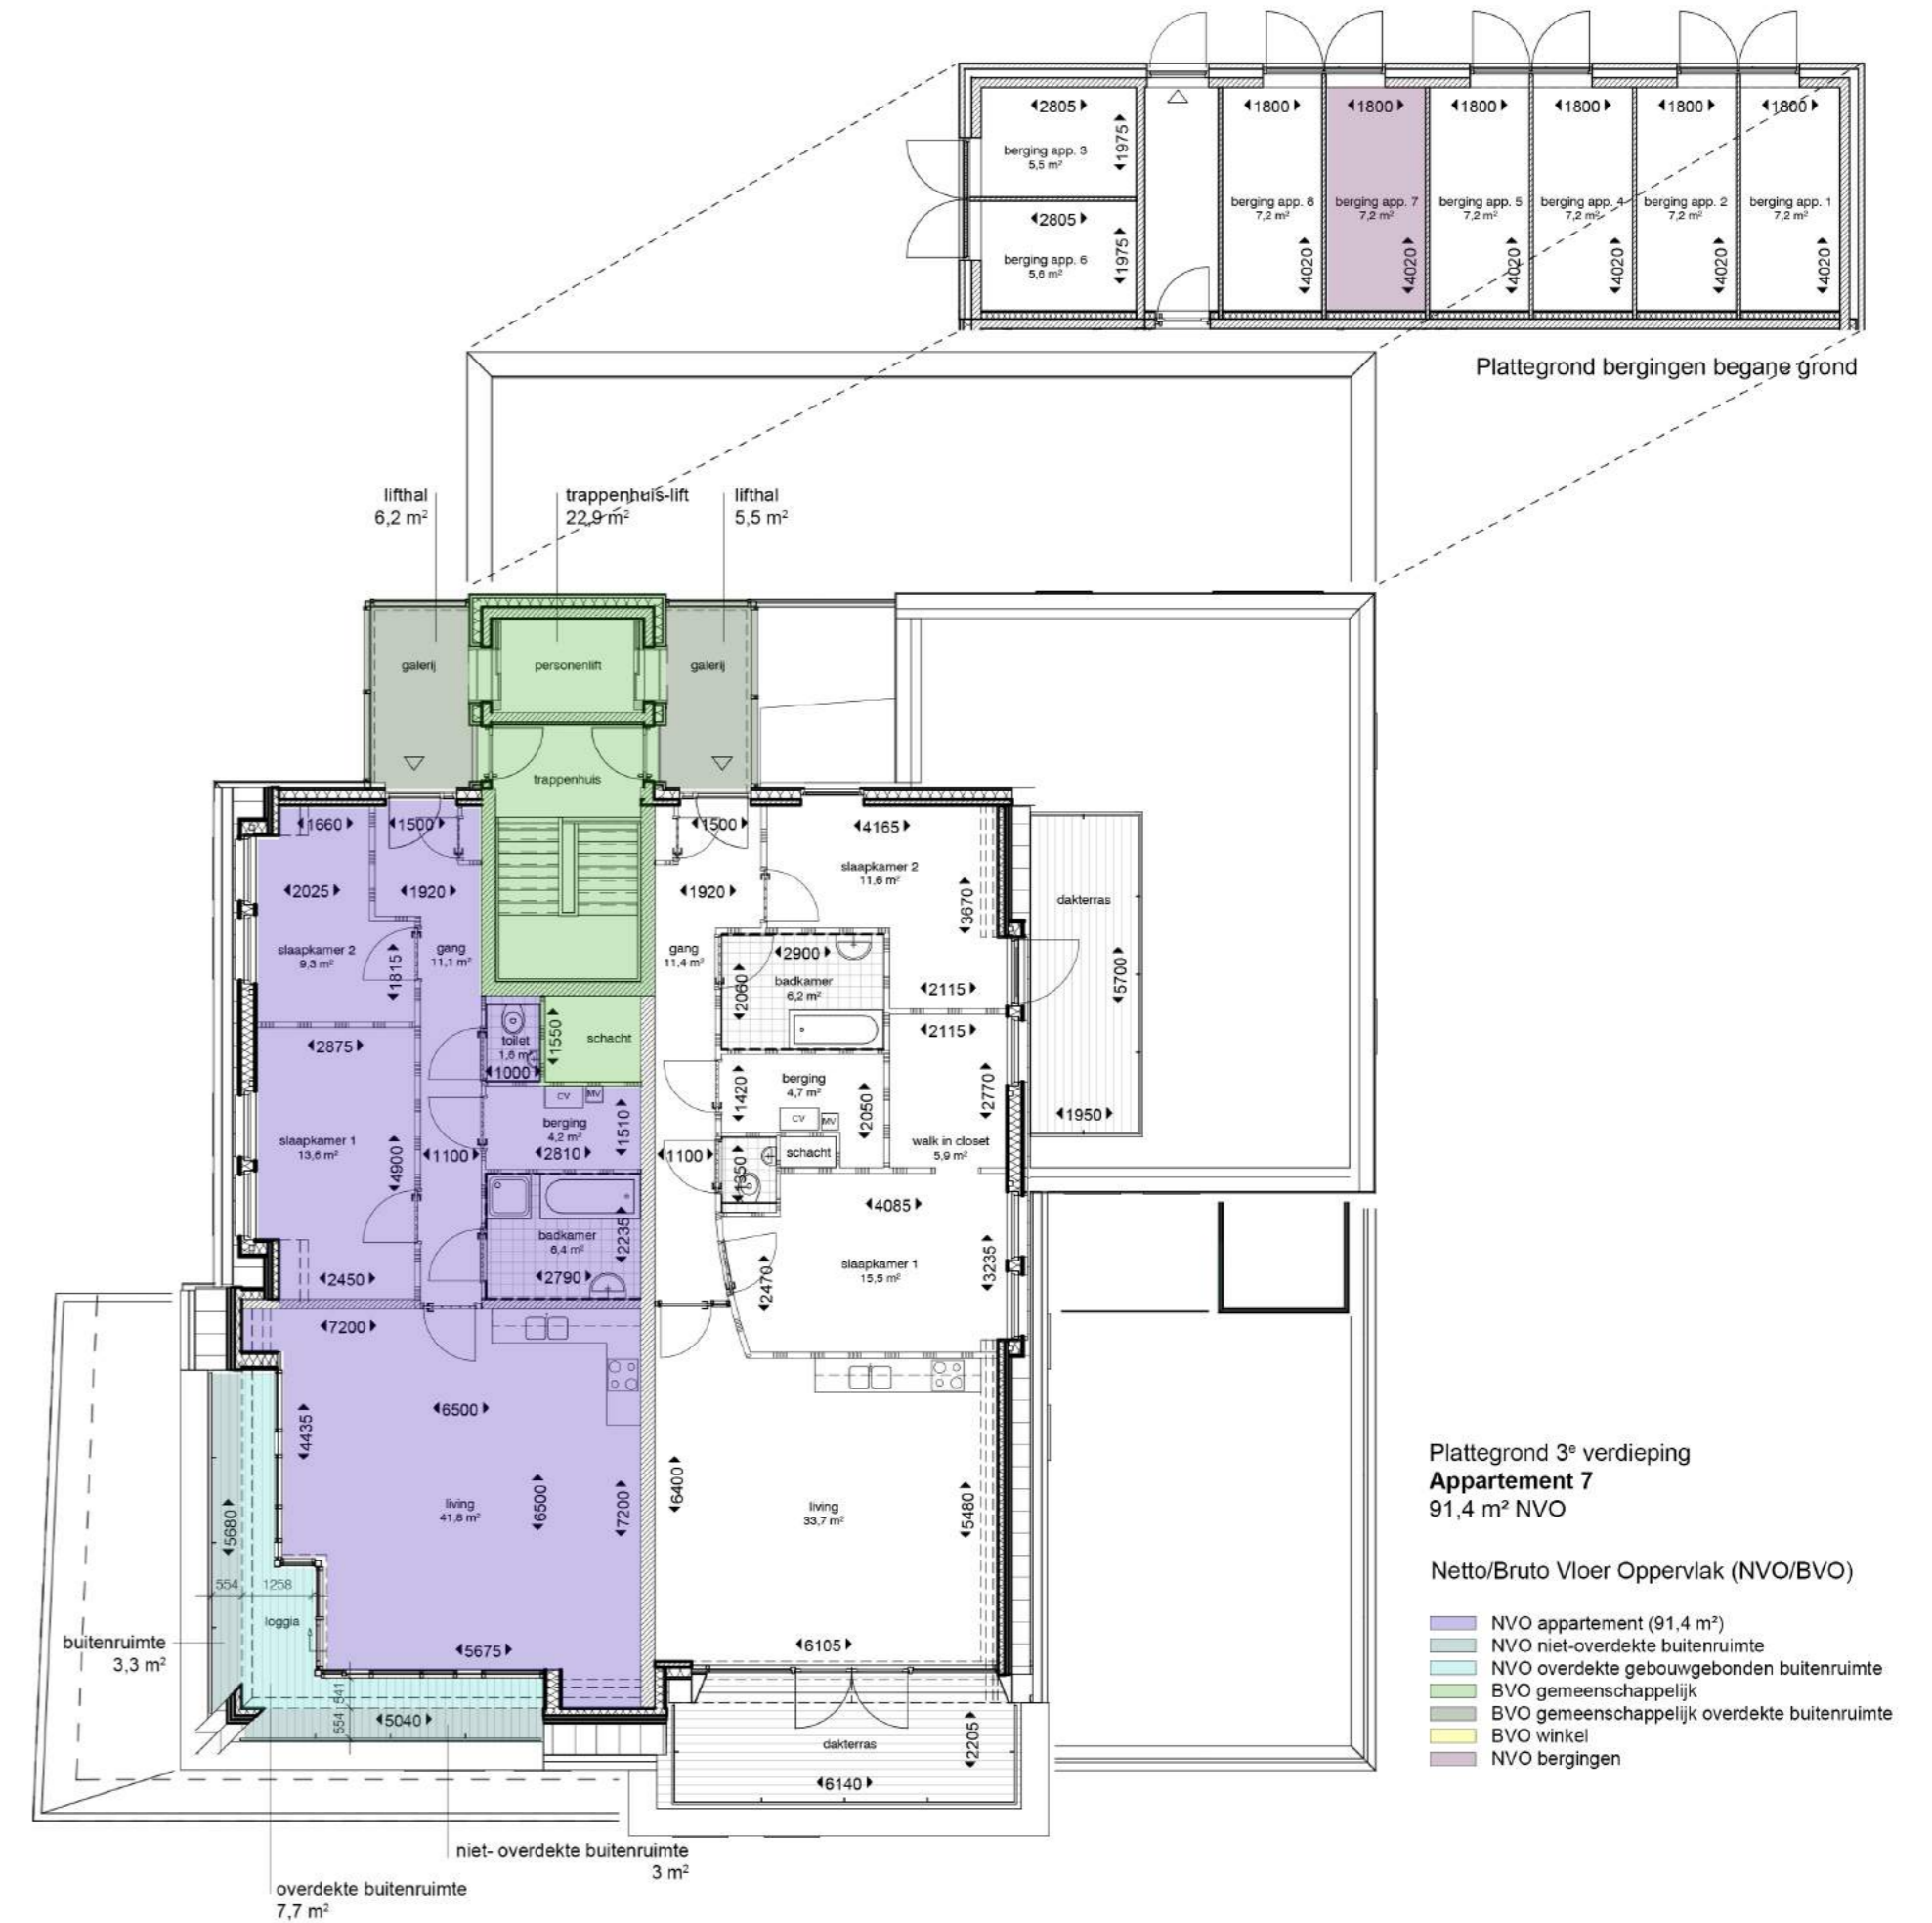 2805
1975
berging app. 3
5,5 m²
2805
1975
berging app. 6
5,6 m²
1800
1800
1800
1800
1800
1800
berging app. 8
7,2 m²
berging app. 7
7,2 m²
berging app. 5
7,2 m²
berging app. 4
7,2 m²
berging app. 2
7,2 m²
berging app. 1
7,2 m²
4020
4020
4020
4020
4020
4020
Plattegrond bergingen begane grond
lifthal
6,2 m²
trappenhuis-lift
22,9 m²
lifthal
5,5 m²
galerij
personenlift
galerij
trappenhuis
1660
1500
1500
4165
2025
1920
1920
slaapkamer 2
11,6 m²
3670
dakterras
slaapkamer 2
9,3 m²
1815
gang
11,1 m²
gang
11,4 m²
2900
2060
badkamer
6,2 m²
2115
5700
2875
toilet
1,6 m²
1000
1550
schacht
2115
CV
MV
berging
4,2 m²
2810
1510
1420
berging
4,7 m²
CV
MV
2050
2770
1950
slaapkamer 1
13,6 m²
4900
1100
1100
1350
schacht
walk in closet
5,9 m²
4085
badkamer
6,4 m²
2235
2790
2450
2470
slaapkamer 1
15,5 m²
3235
7200
6500
4435
living
41,8 m²
6500
7200
6400
living
33,7 m²
5480
5680
554
1258
loggia
buitenruimte
3,3 m²
5675
6105
541
554
5040
dakterras
2205
6140
niet- overdekte buitenruimte
3 m²
overdekte buitenruimte
7,7 m²
Plattegrond 3e verdieping
Appartement 7
91,4 m² NVO
Netto/Bruto Vloer Oppervlak (NVO/BVO)
NVO appartement (91,4 m²)
NVO niet-overdekte buitenruimte
NVO overdekte gebouwgebonden buitenruimte
BVO gemeenschappelijk
BVO gemeenschappelijk overdekte buitenruimte
BVO winkel
NVO bergingen